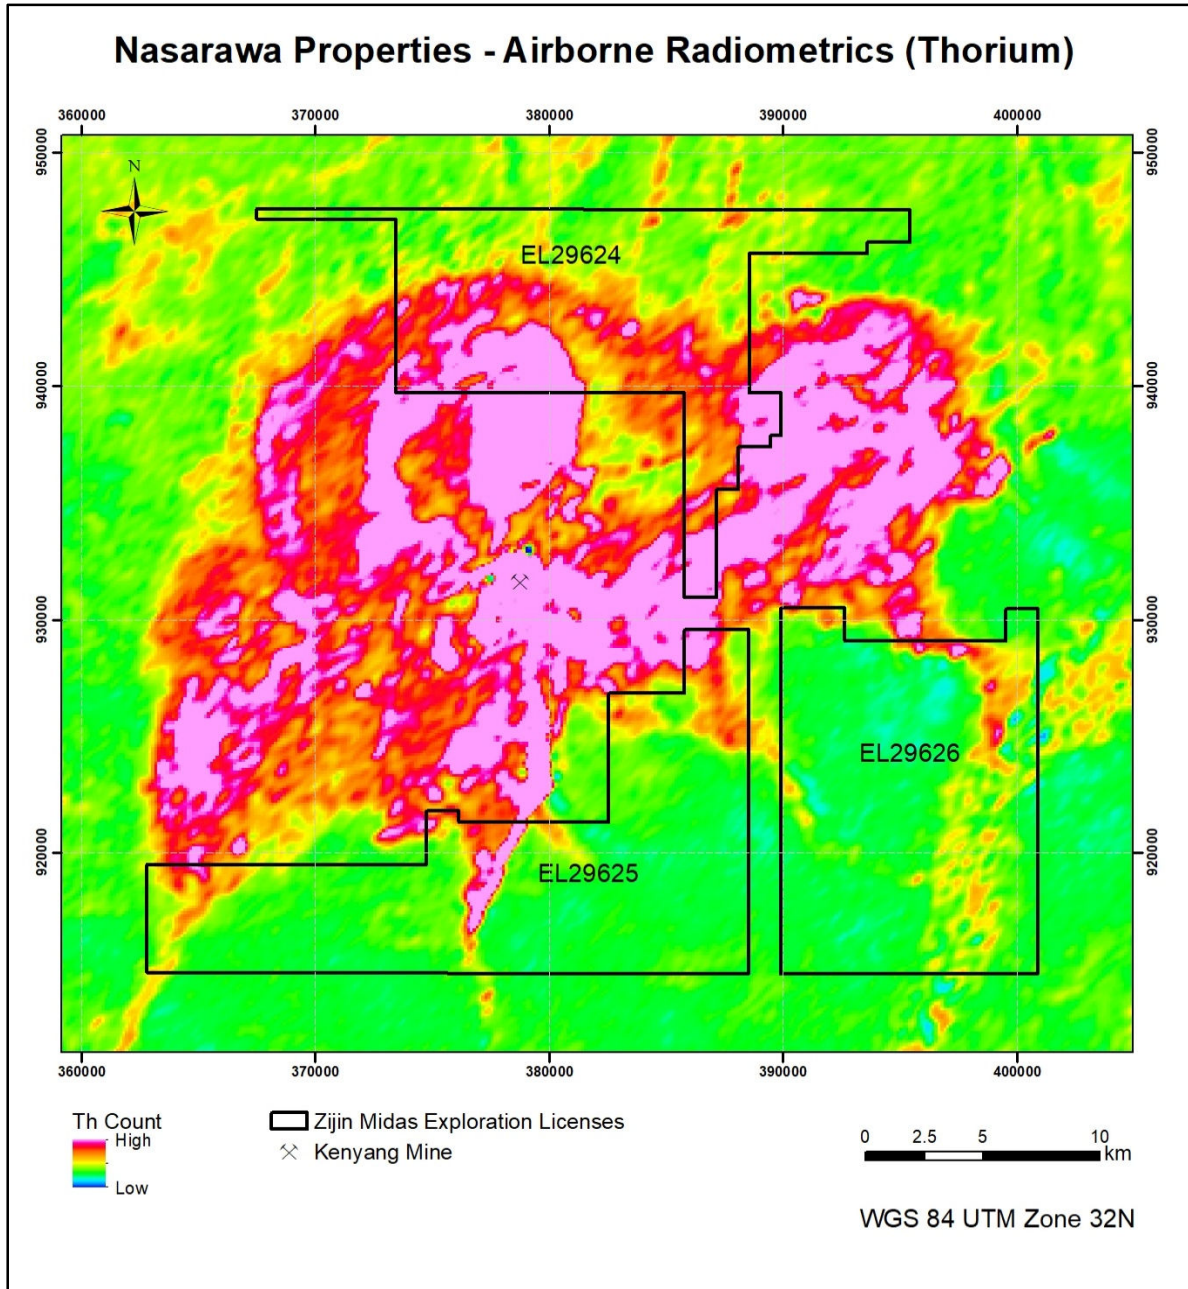 Nasarawa Properties - Airborne Radiometrics (Thorium)
360000 370000 380000 390000 400000
950000 950000
N
EL29624
940000 940000
930000 930000
EL29626
920000 920000
EL29625
360000 370000 380000 390000 400000
Th Count
High
Low
Zijin Midas Exploration Licenses
Kenyang Mine
0 2.5 5 10
km
WGS 84 UTM Zone 32N